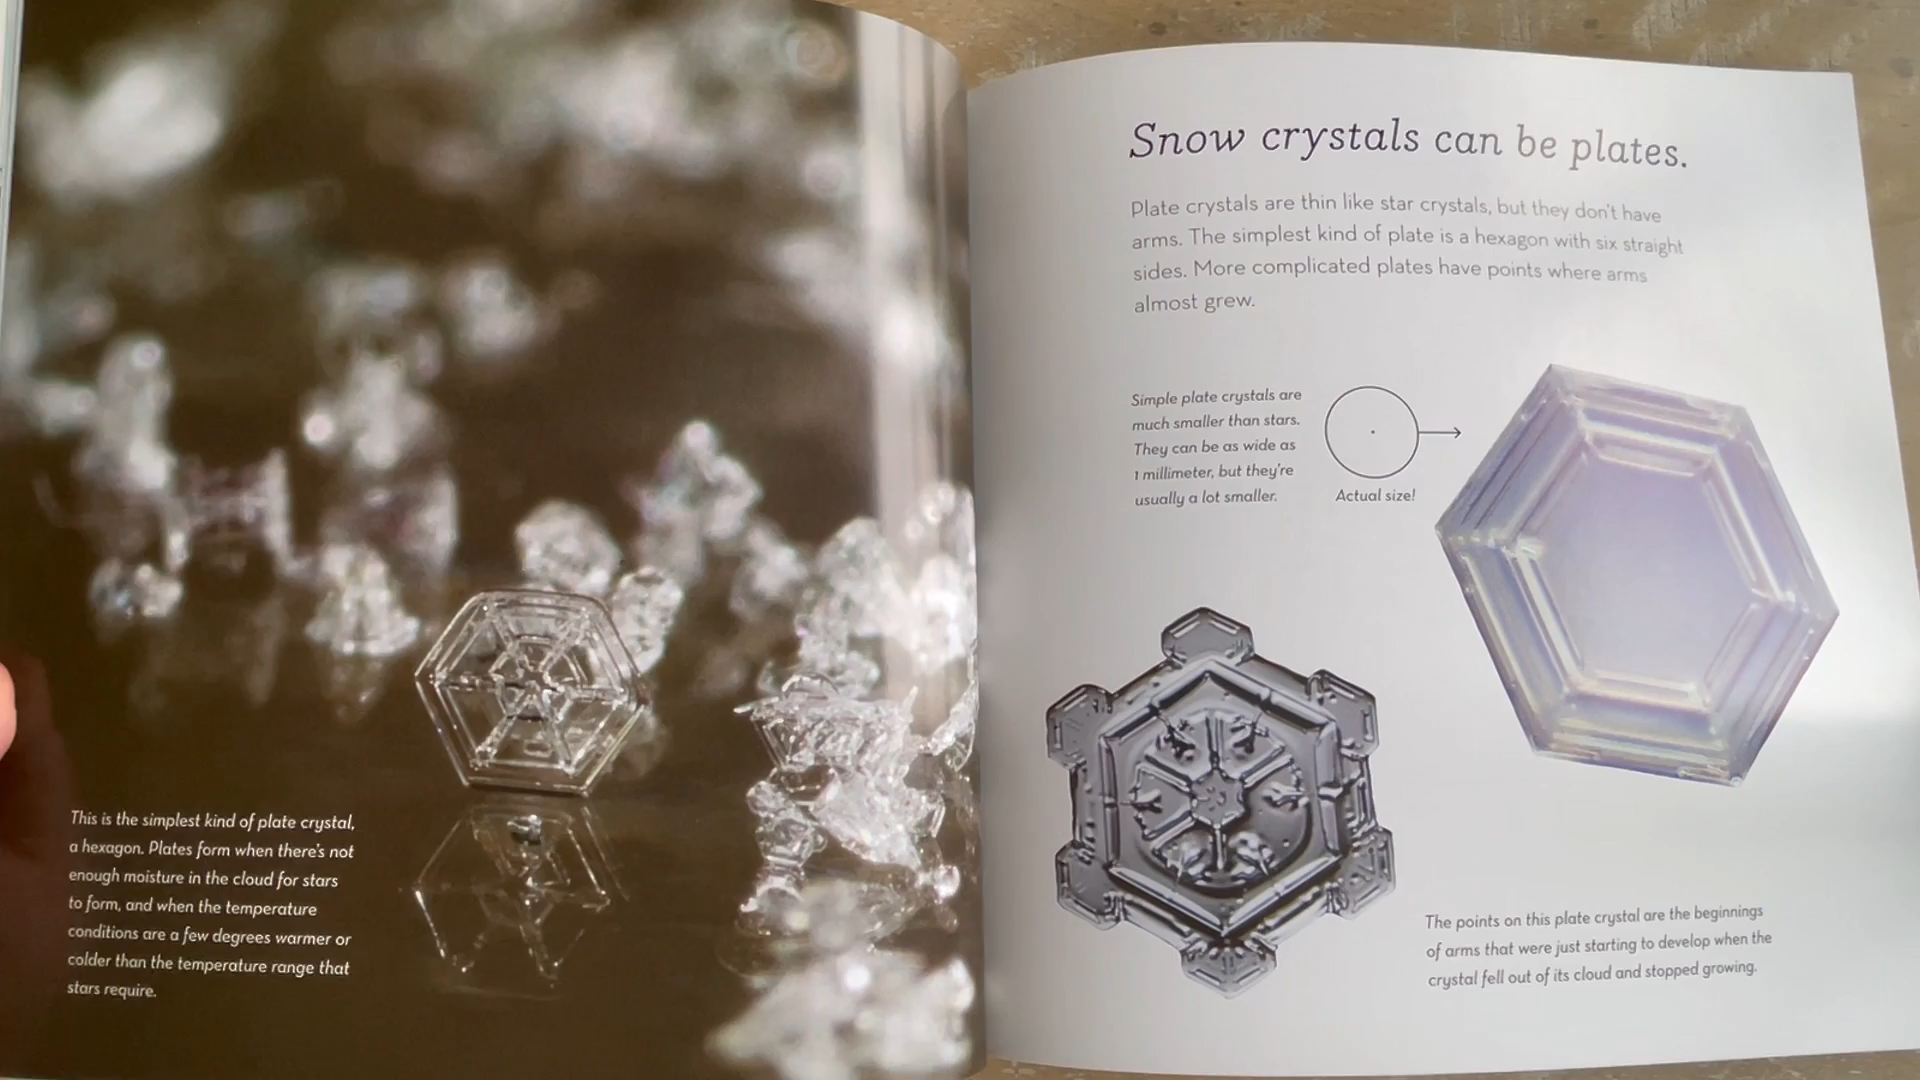 This is the simplest kind of plate crystal,
a hexagon. Plates form when there's not
enough moisture in the cloud for stars
to form, and when the temperature
conditions are a few degrees warmer or
colder than the temperature range that
stars require.
Snow crystals can be plates.
Plate crystals are thin like star crystals, but they don't have
arms. The simplest kind of plate is a hexagon with six straight
sides. More complicated plates have points where arms
almost grew.
Simple plate crystals are
much smaller than stars.
They can be as wide as
1 millimeter, but they're
usually a lot smaller.
Actual size!
The points on this plate crystal are the beginnings
of arms that were just starting to develop when the
crystal fell out of its cloud and stopped growing.